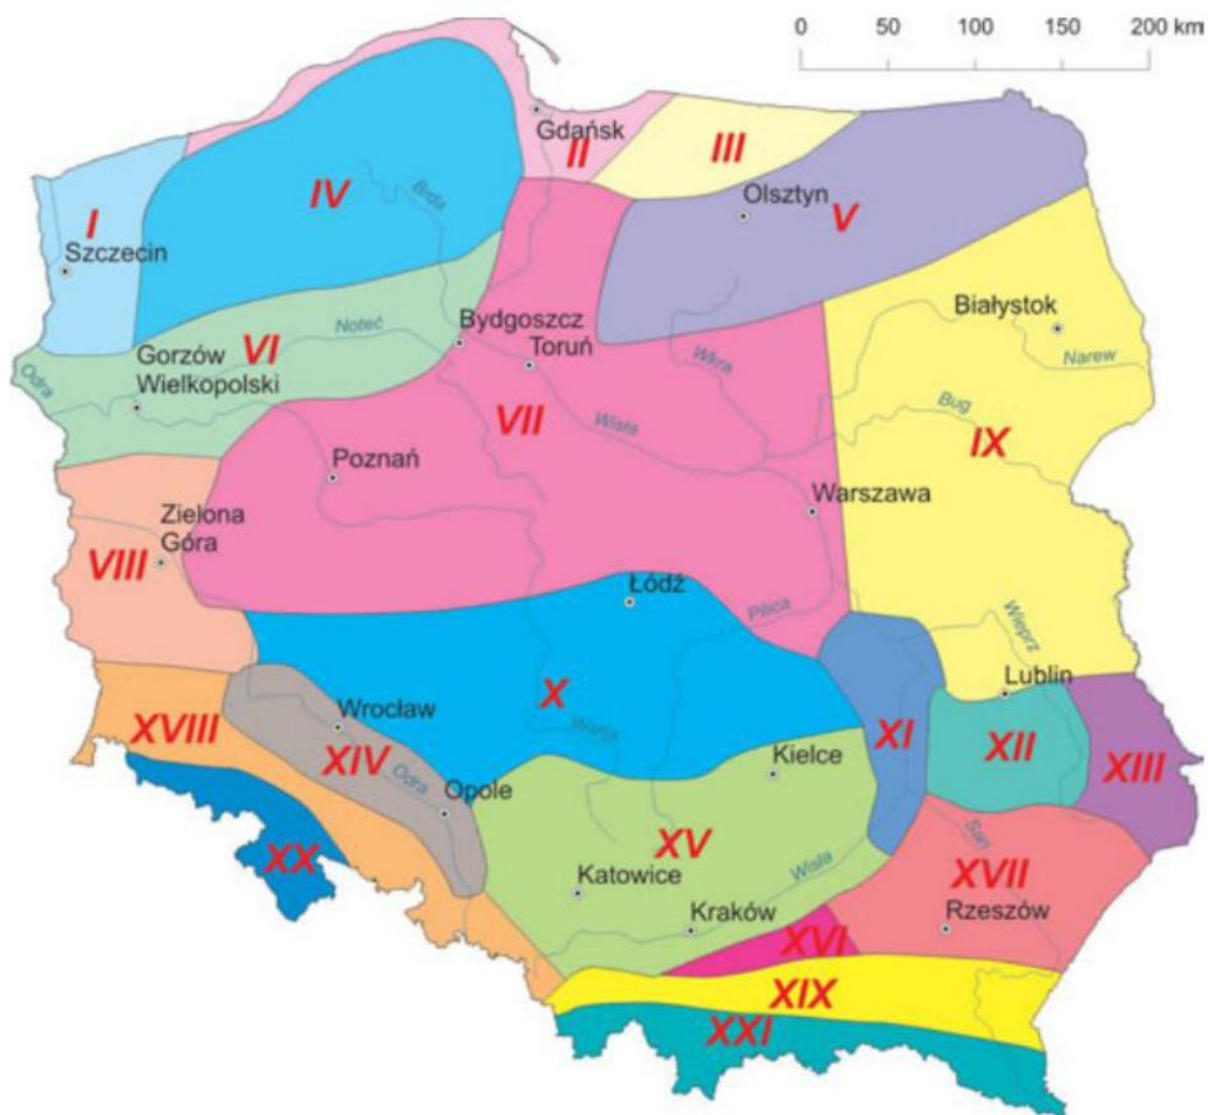 0 50 100 150 200 km
Gdańsk
II
III
IV
Brda
Olsztyn
V
I
Szczecin
Białystok
Narew
Bydgoszcz
Toruń
Noteć
VI
Gorzów
Wielkopolski
Odra
Wkra
Wisła
Bug
VII
IX
Poznań
Warszawa
Zielona
Góra
VIII
Łódź
Pilica
Wieprz
Lublin
X
Warta
Wrocław
XVIII
XIV
Odra
Opole
Kielce
XI
XII
XIII
XX
XV
Katowice
Wisła
San
XVII
Kraków
Rzeszów
XVI
XIX
XXI